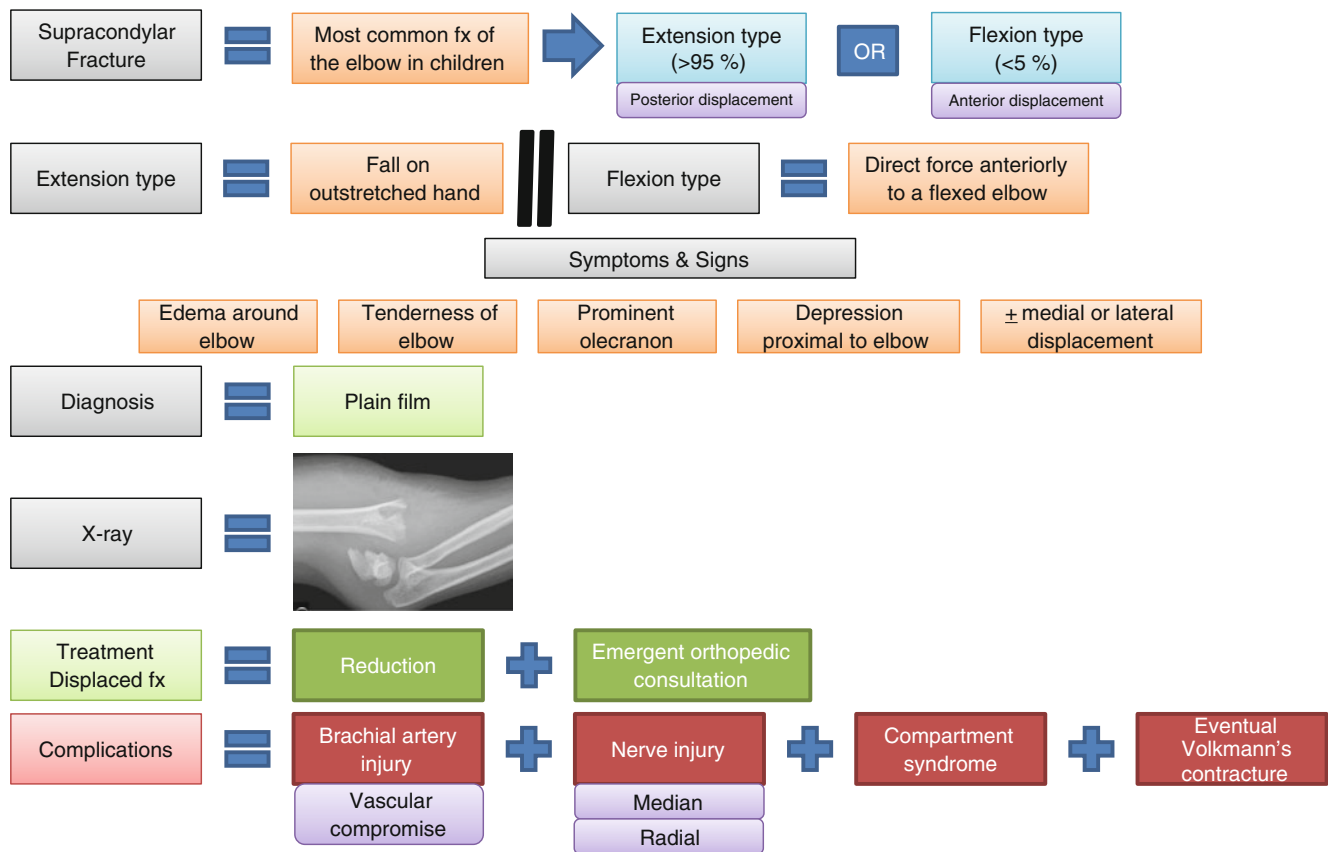 Supracondylar
Fracture
Most common fx of
the elbow in children
Extension type
(>95 %)
Posterior displacement
OR
Flexion type
(<5 %)
Anterior displacement
Extension type
Fall on
outstretched hand
Flexion type
Direct force anteriorly
to a flexed elbow
Symptoms & Signs
Edema around
elbow
Tenderness of
elbow
Prominent
olecranon
Depression
proximal to elbow
± medial or lateral
displacement
Diagnosis
Plain film
X-ray
Treatment
Displaced fx
Reduction
Emergent orthopedic
consultation
Complications
Brachial artery
injury
Vascular
compromise
Nerve injury
Median
Radial
Compartment
syndrome
Eventual
Volkmann’s
contracture